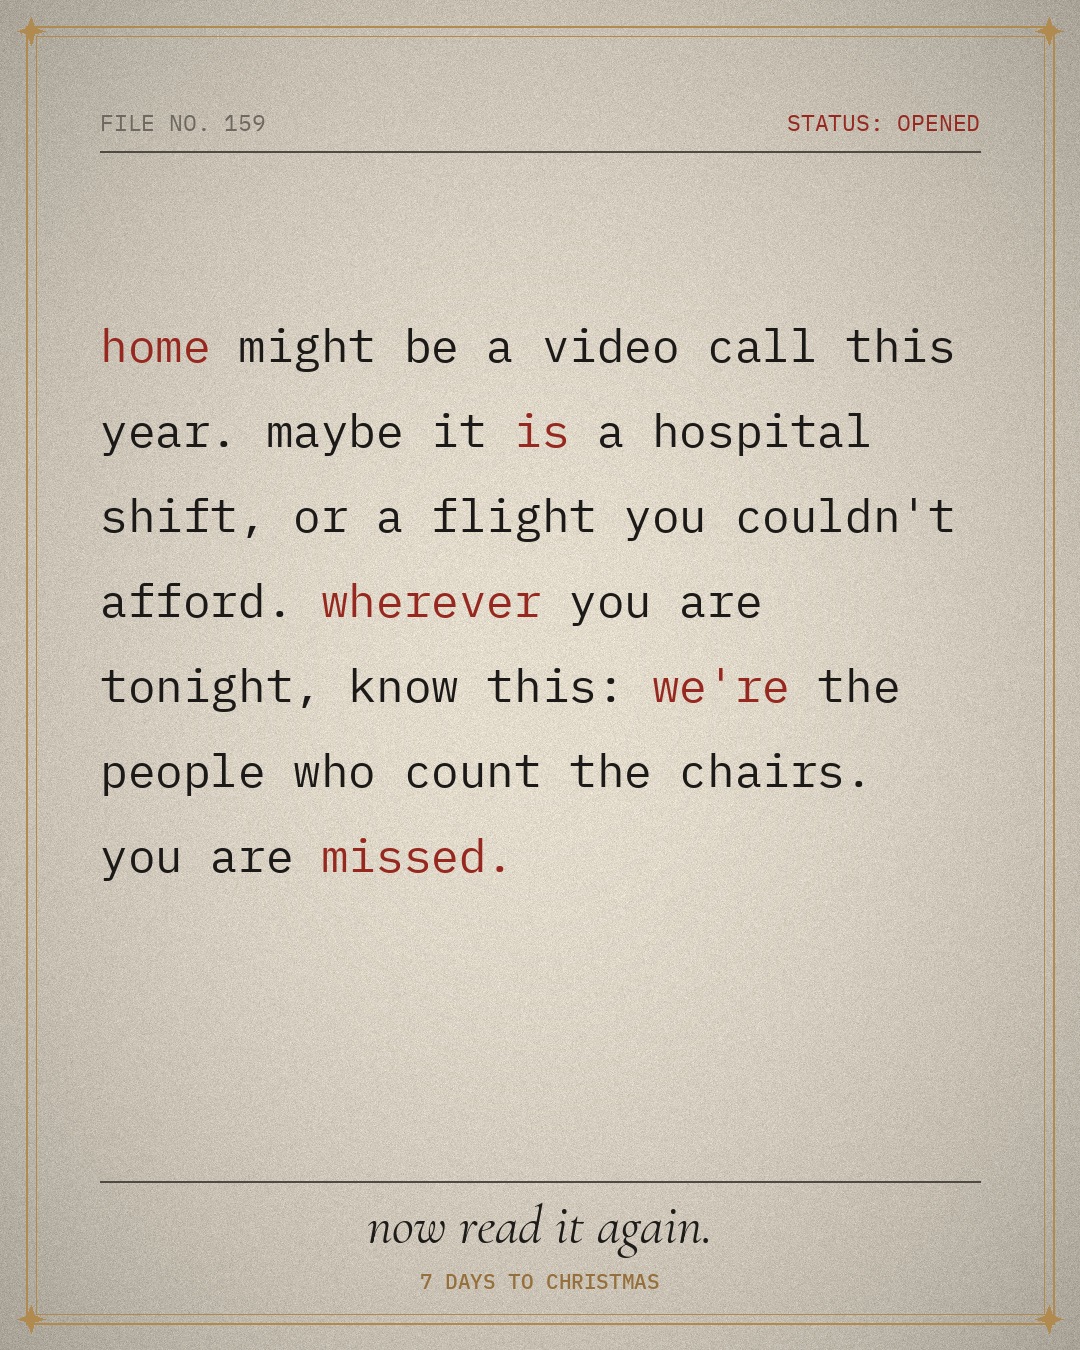 FILE NO. 159
STATUS: OPENED
home might be a video call this
year. maybe it is a hospital
shift, or a flight you couldn't
afford. wherever you are
tonight, know this: we're the
people who count the chairs.
you are missed.
now read it again.
7 DAYS TO CHRISTMAS